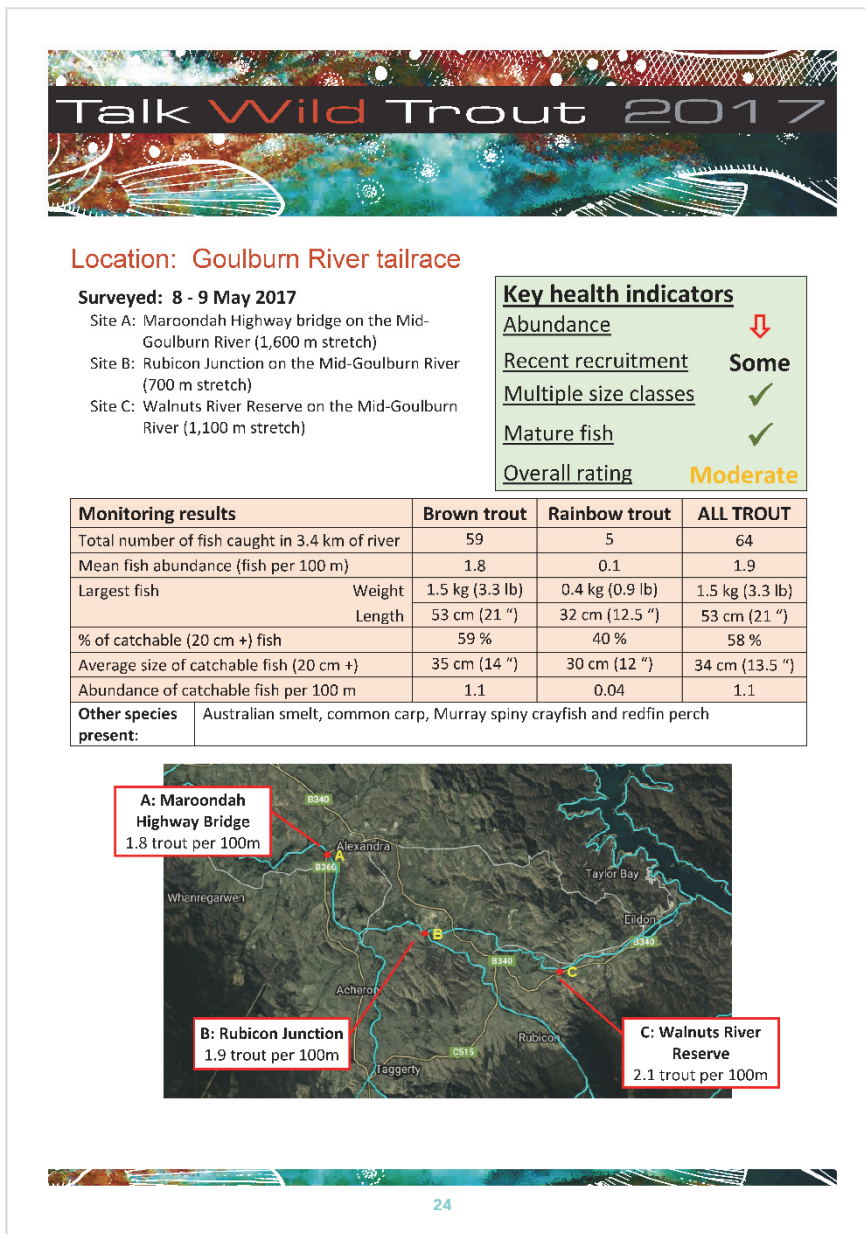 Talk Wild Trout 2017
Location: Goulburn River tailrace
Surveyed: 8 - 9 May 2017
Site A: Maroondah Highway bridge on the Mid-
Goulburn River (1,600 m stretch)
Site B: Rubicon Junction on the Mid-Goulburn River
(700 m stretch)
Site C: Walnuts River Reserve on the Mid-Goulburn
River (1,100 m stretch)
Key health indicators
Abundance
Recent recruitment Some
Multiple size classes
Mature fish
Overall rating Moderate
Monitoring results Brown trout Rainbow trout ALL TROUT
Total number of fish caught in 3.4 km of river 59 5 64
Mean fish abundance (fish per 100 m) 1.8 0.1 1.9
Largest fish Weight 1.5 kg (3.3 lb) 0.4 kg (0.9 lb) 1.5 kg (3.3 lb)
Length 53 cm (21 “) 32 cm (12.5 “) 53 cm (21 “)
% of catchable (20 cm +) fish 59 % 40 % 58 %
Average size of catchable fish (20 cm +) 35 cm (14 “) 30 cm (12 “) 34 cm (13.5 “)
Abundance of catchable fish per 100 m 1.1 0.04 1.1
Other species Australian smelt, common carp, Murray spiny crayfish and redfin perch
present:
A: Maroondah
Highway Bridge
1.8 trout per 100m
B340
Alexandra
A
B360
Whanregarwen
Taylor Bay
Eildon
B
B340
B340
C
Acheron
B: Rubicon Junction
1.9 trout per 100m
Rubicon
C515
Taggerty
C: Walnuts River
Reserve
2.1 trout per 100m
24